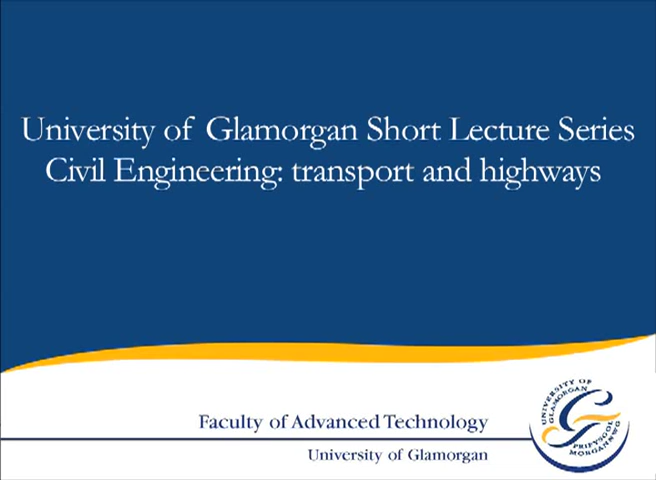 University of Glamorgan Short Lecture Series
Civil Engineering: transport and highways
Faculty of Advanced Technology
University of Glamorgan
UNIVERSITY OF
GLAMORGAN
PRIFYSGOL
MORGANNWG